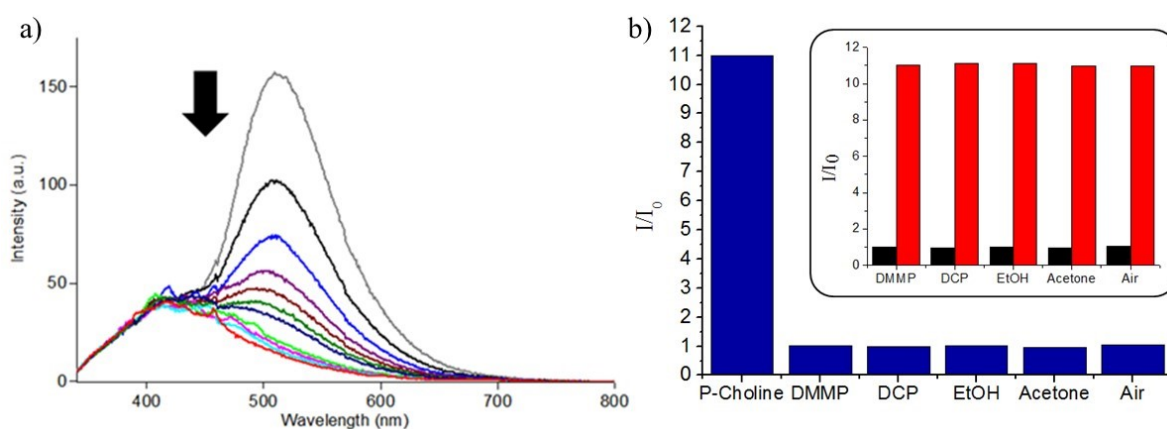 a)
150
100
50
0
Intensity (a.u.)
400 500 600 700 800
Wavelength (nm)
b)
12
11
10
9
8
7
6
5
4
3
2
1
0
I/I0
P-Choline DMMP DCP EtOH Acetone Air
12
10
8
6
4
2
0
I/I0
DMMP DCP EtOH Acetone Air